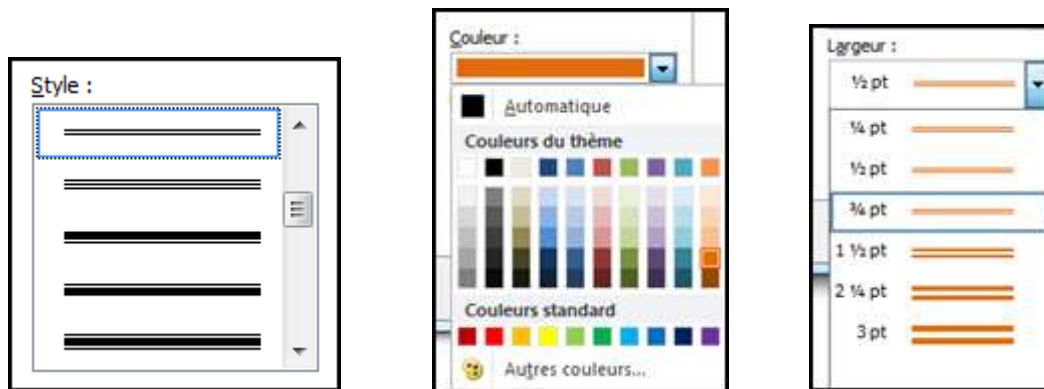 Style :
Couleur :
Automatique
Couleurs du thème
Couleurs standard
Autres couleurs...
Largeur :
½ pt
¼ pt
½ pt
¾ pt
1 ½ pt
2 ¼ pt
3 pt